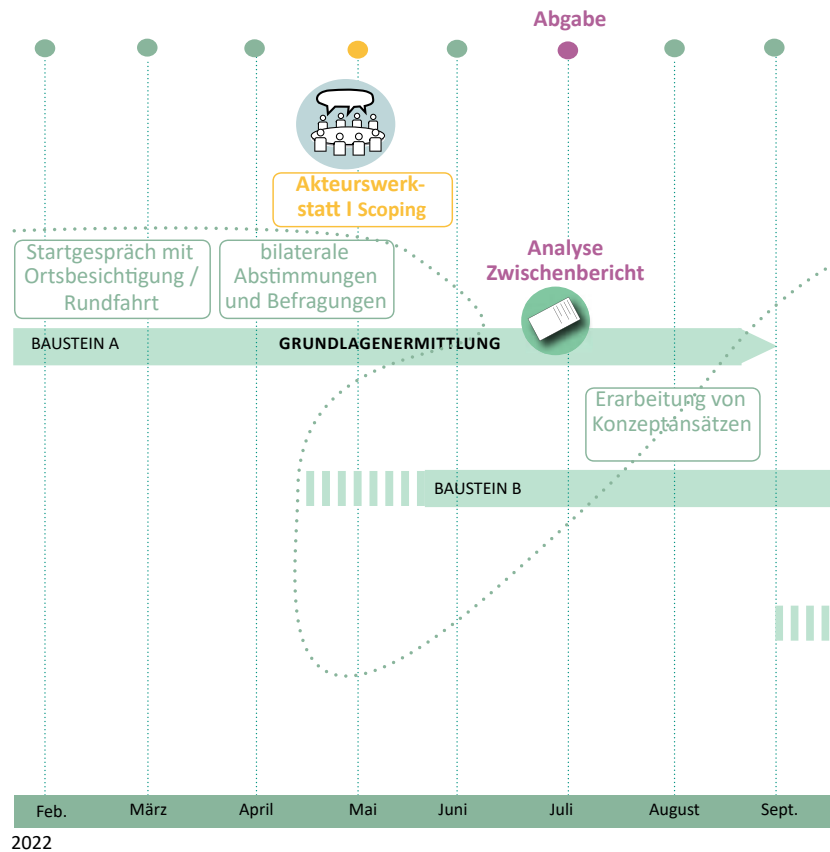 Abgabe
Akteurswerk-
statt I Scoping
Startgespräch mit
Ortsbesichtigung /
Rundfahrt
bilaterale
Abstimmungen
und Befragungen
Analyse
Zwischenbericht
BAUSTEIN A
GRUNDLAGENERMITTLUNG
Erarbeitung von
Konzeptansätzen
BAUSTEIN B
Feb.
März
April
Mai
Juni
Juli
August
Sept.
2022